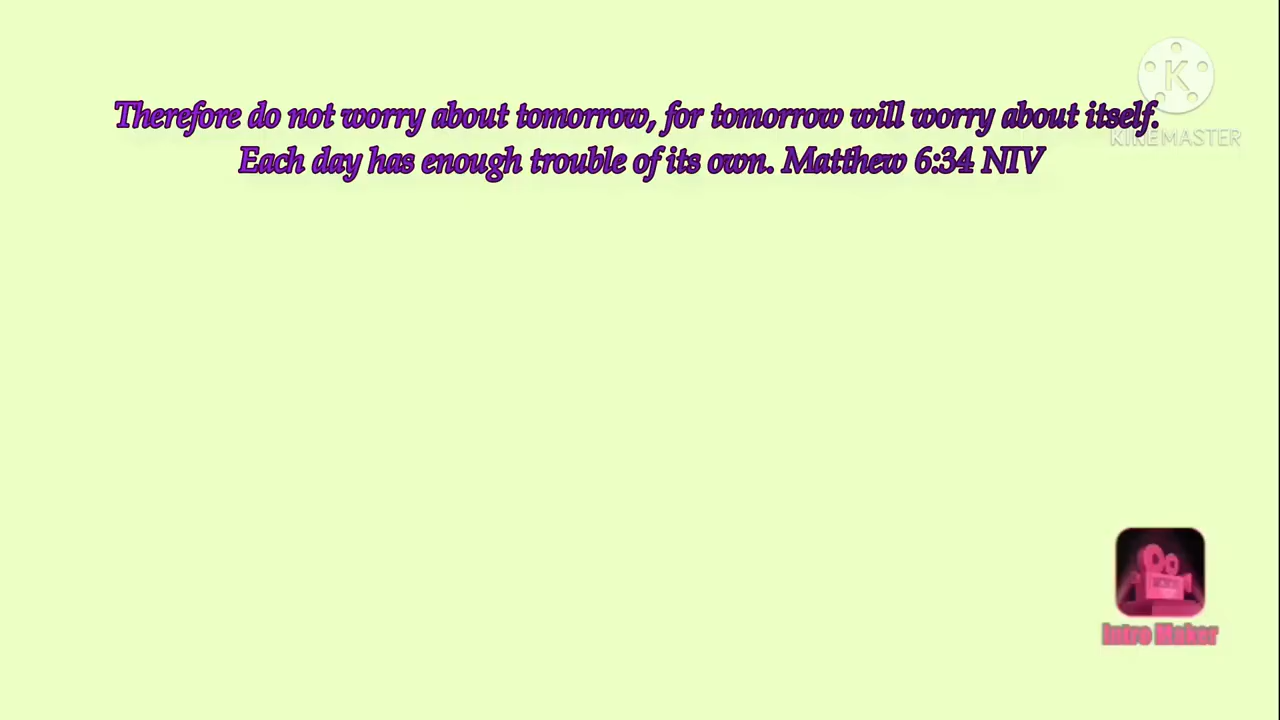 Therefore do not worry about tomorrow, for tomorrow will worry about itself.
Each day has enough trouble of its own. Matthew 6:34 NIV
K
KINEMASTER
Intro Maker